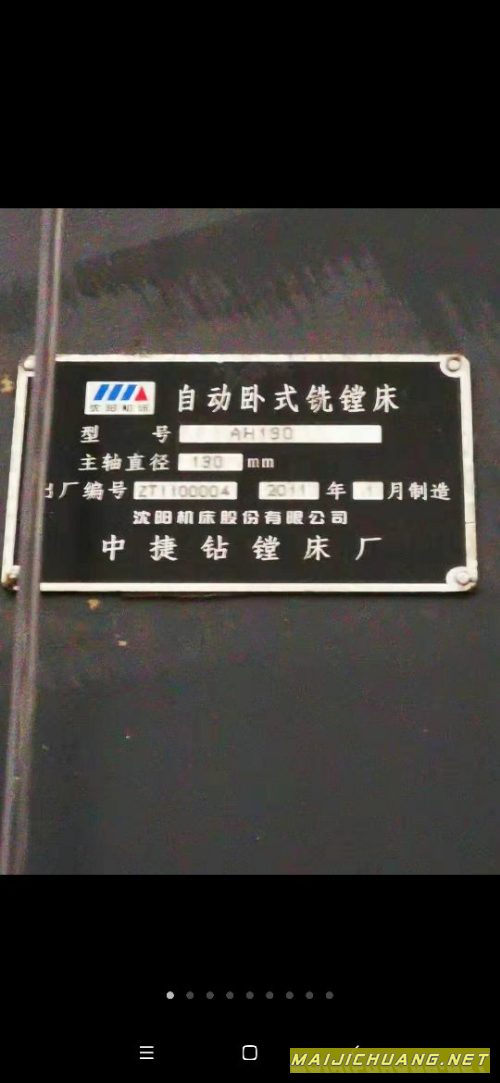 沈阳机床
自动卧式铣镗床
型 号 AH130
主轴直径 130 mm
出厂编号 ZT1100004 2011 年 1 月制造
沈阳机床股份有限公司
中捷钻镗床厂
MAIJICHUANG.NET